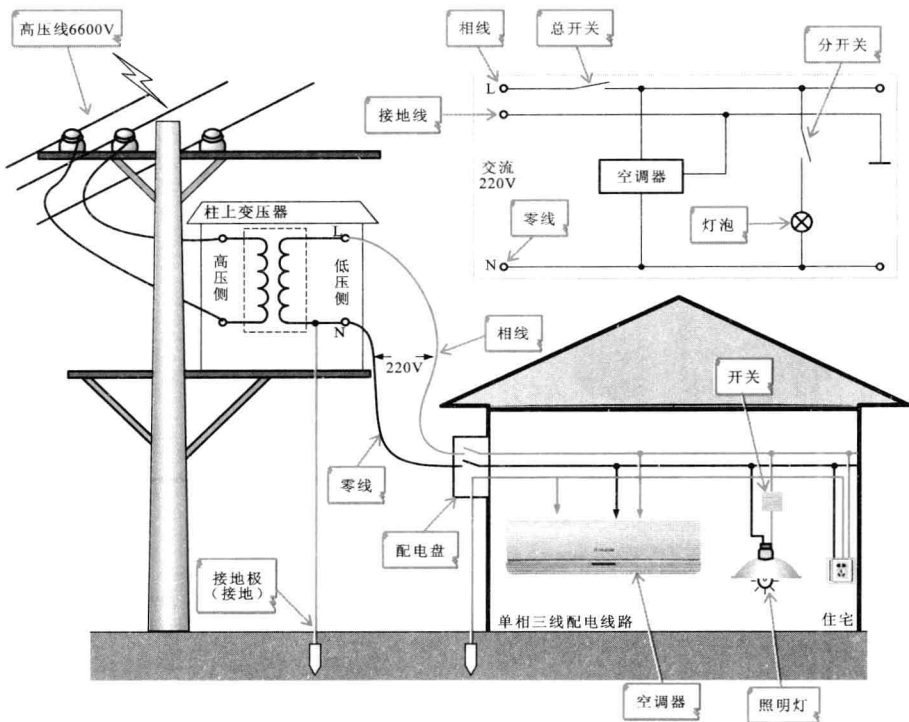 高压线6600V
相线
总开关
分开关
L
接地线
交流
220V
空调器
灯泡
零线
N
柱上变压器
高压侧
低压侧
L
N
相线
220V
开关
零线
配电盘
接地极
（接地）
单相三线配电线路
住宅
空调器
照明灯